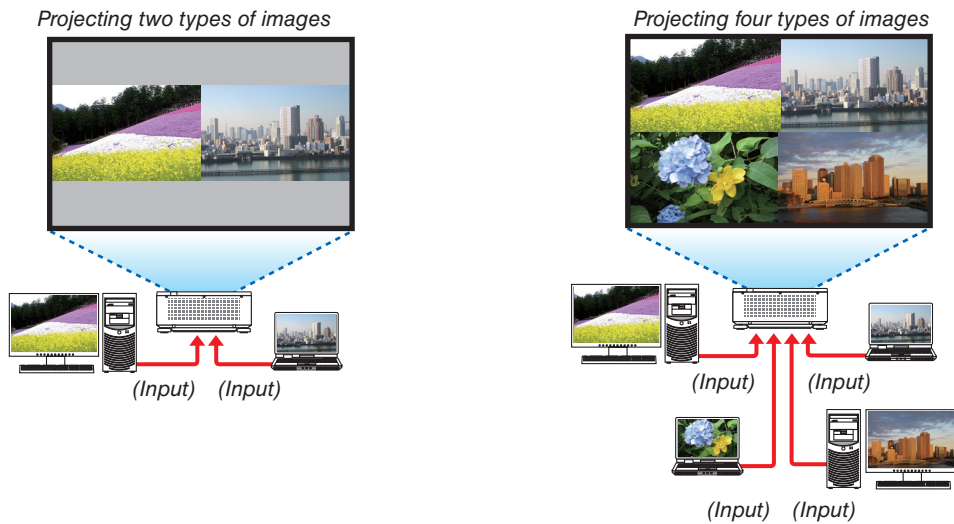 Projecting two types of images
Projecting four types of images
(Input) (Input)
(Input) (Input)
(Input) (Input)